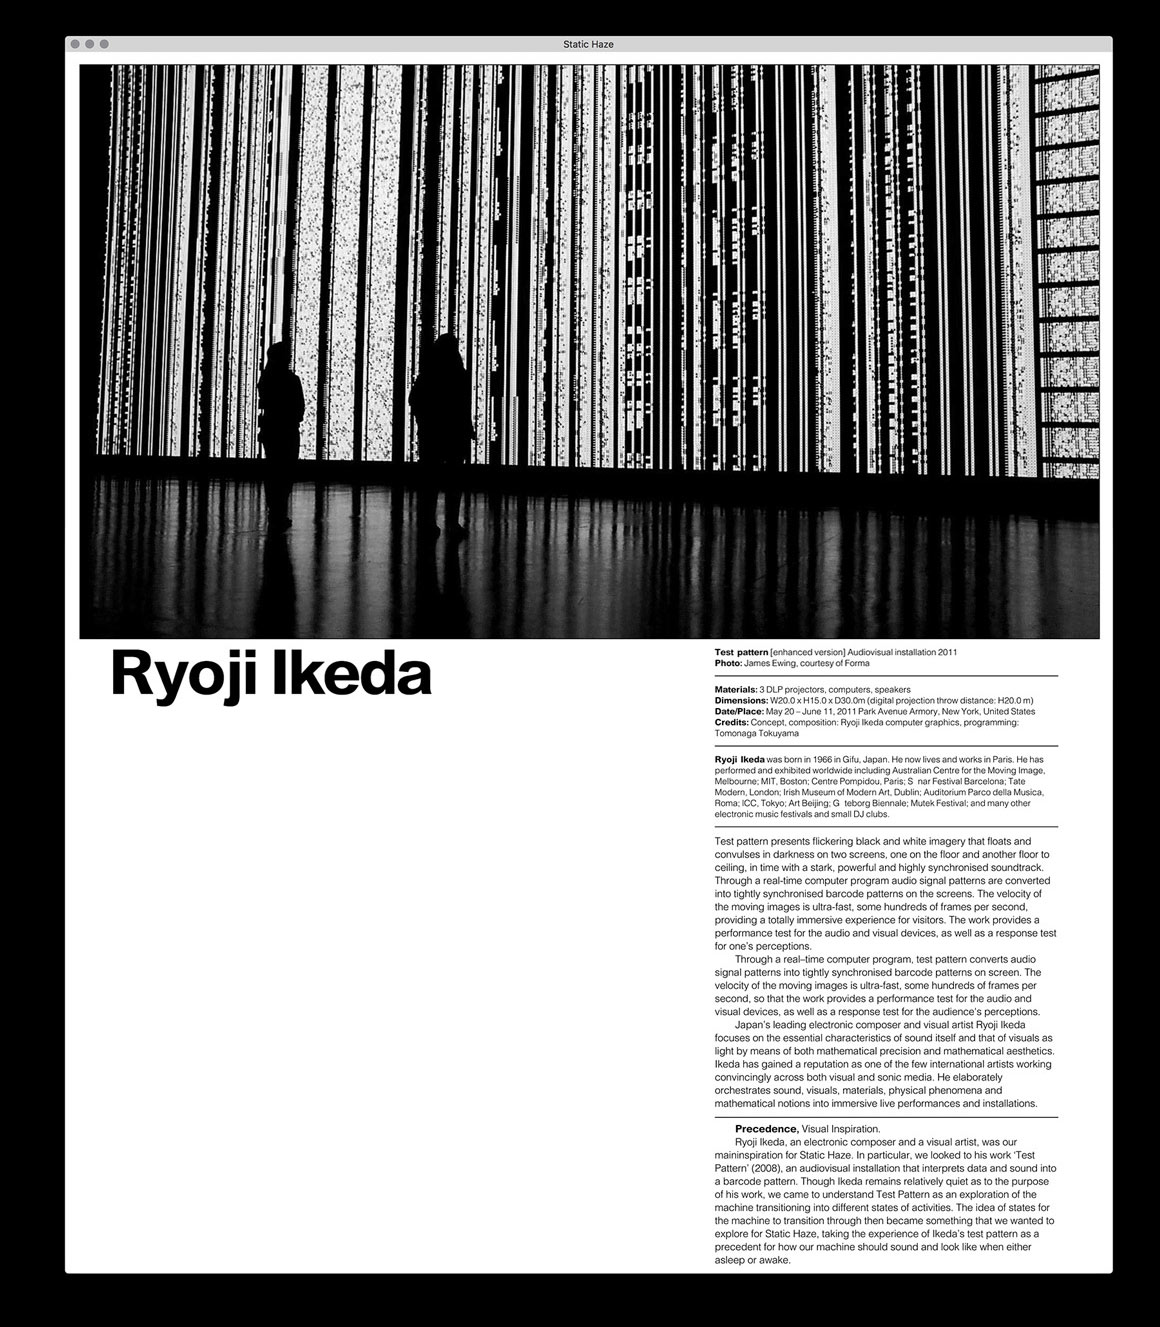 Static Haze
Ryoji Ikeda
Test pattern [enhanced version] Audiovisual installation 2011
Photo: James Ewing, courtesy of Forma
Materials: 3 DLP projectors, computers, speakers
Dimensions: W20.0 x H15.0 x D30.0m (digital projection throw distance: H20.0 m)
Date/Place: May 20 – June 11, 2011 Park Avenue Armory, New York, United States
Credits: Concept, composition: Ryoji Ikeda computer graphics, programming:
Tomonaga Tokuyama
Ryoji Ikeda was born in 1966 in Gifu, Japan. He now lives and works in Paris. He has
performed and exhibited worldwide including Australian Centre for the Moving Image,
Melbourne; MIT, Boston; Centre Pompidou, Paris; S nar Festival Barcelona; Tate
Modern, London; Irish Museum of Modern Art, Dublin; Auditorium Parco della Musica,
Roma; ICC, Tokyo; Art Beijing; G teborg Biennale; Mutek Festival; and many other
electronic music festivals and small DJ clubs.
Test pattern presents flickering black and white imagery that floats and
convulses in darkness on two screens, one on the floor and another floor to
ceiling, in time with a stark, powerful and highly synchronised soundtrack.
Through a real-time computer program audio signal patterns are converted
into tightly synchronised barcode patterns on the screens. The velocity of
the moving images is ultra-fast, some hundreds of frames per second,
providing a totally immersive experience for visitors. The work provides a
performance test for the audio and visual devices, as well as a response test
for one's perceptions.
Through a real–time computer program, test pattern converts audio
signal patterns into tightly synchronised barcode patterns on screen. The
velocity of the moving images is ultra-fast, some hundreds of frames per
second, so that the work provides a performance test for the audio and
visual devices, as well as a response test for the audience's perceptions.
Japan's leading electronic composer and visual artist Ryoji Ikeda
focuses on the essential characteristics of sound itself and that of visuals as
light by means of both mathematical precision and mathematical aesthetics.
Ikeda has gained a reputation as one of the few international artists working
convincingly across both visual and sonic media. He elaborately
orchestrates sound, visuals, materials, physical phenomena and
mathematical notions into immersive live performances and installations.
Precedence, Visual Inspiration.
Ryoji Ikeda, an electronic composer and a visual artist, was our
maininspiration for Static Haze. In particular, we looked to his work 'Test
Pattern' (2008), an audiovisual installation that interprets data and sound into
a barcode pattern. Though Ikeda remains relatively quiet as to the purpose
of his work, we came to understand Test Pattern as an exploration of the
machine transitioning into different states of activities. The idea of states for
the machine to transition through then became something that we wanted to
explore for Static Haze, taking the experience of Ikeda's test pattern as a
precedent for how our machine should sound and look like when either
asleep or awake.